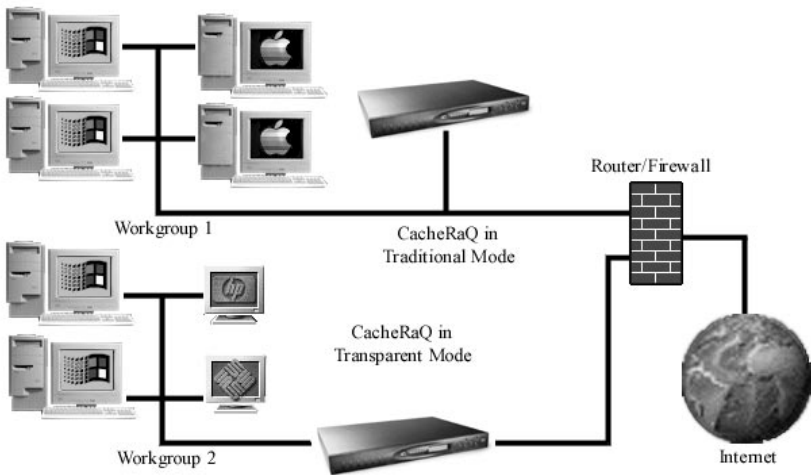 Router/Firewall
Workgroup 1
CacheRaQ in
Traditional Mode
CacheRaQ in
Transparent Mode
hp
Workgroup 2
Internet